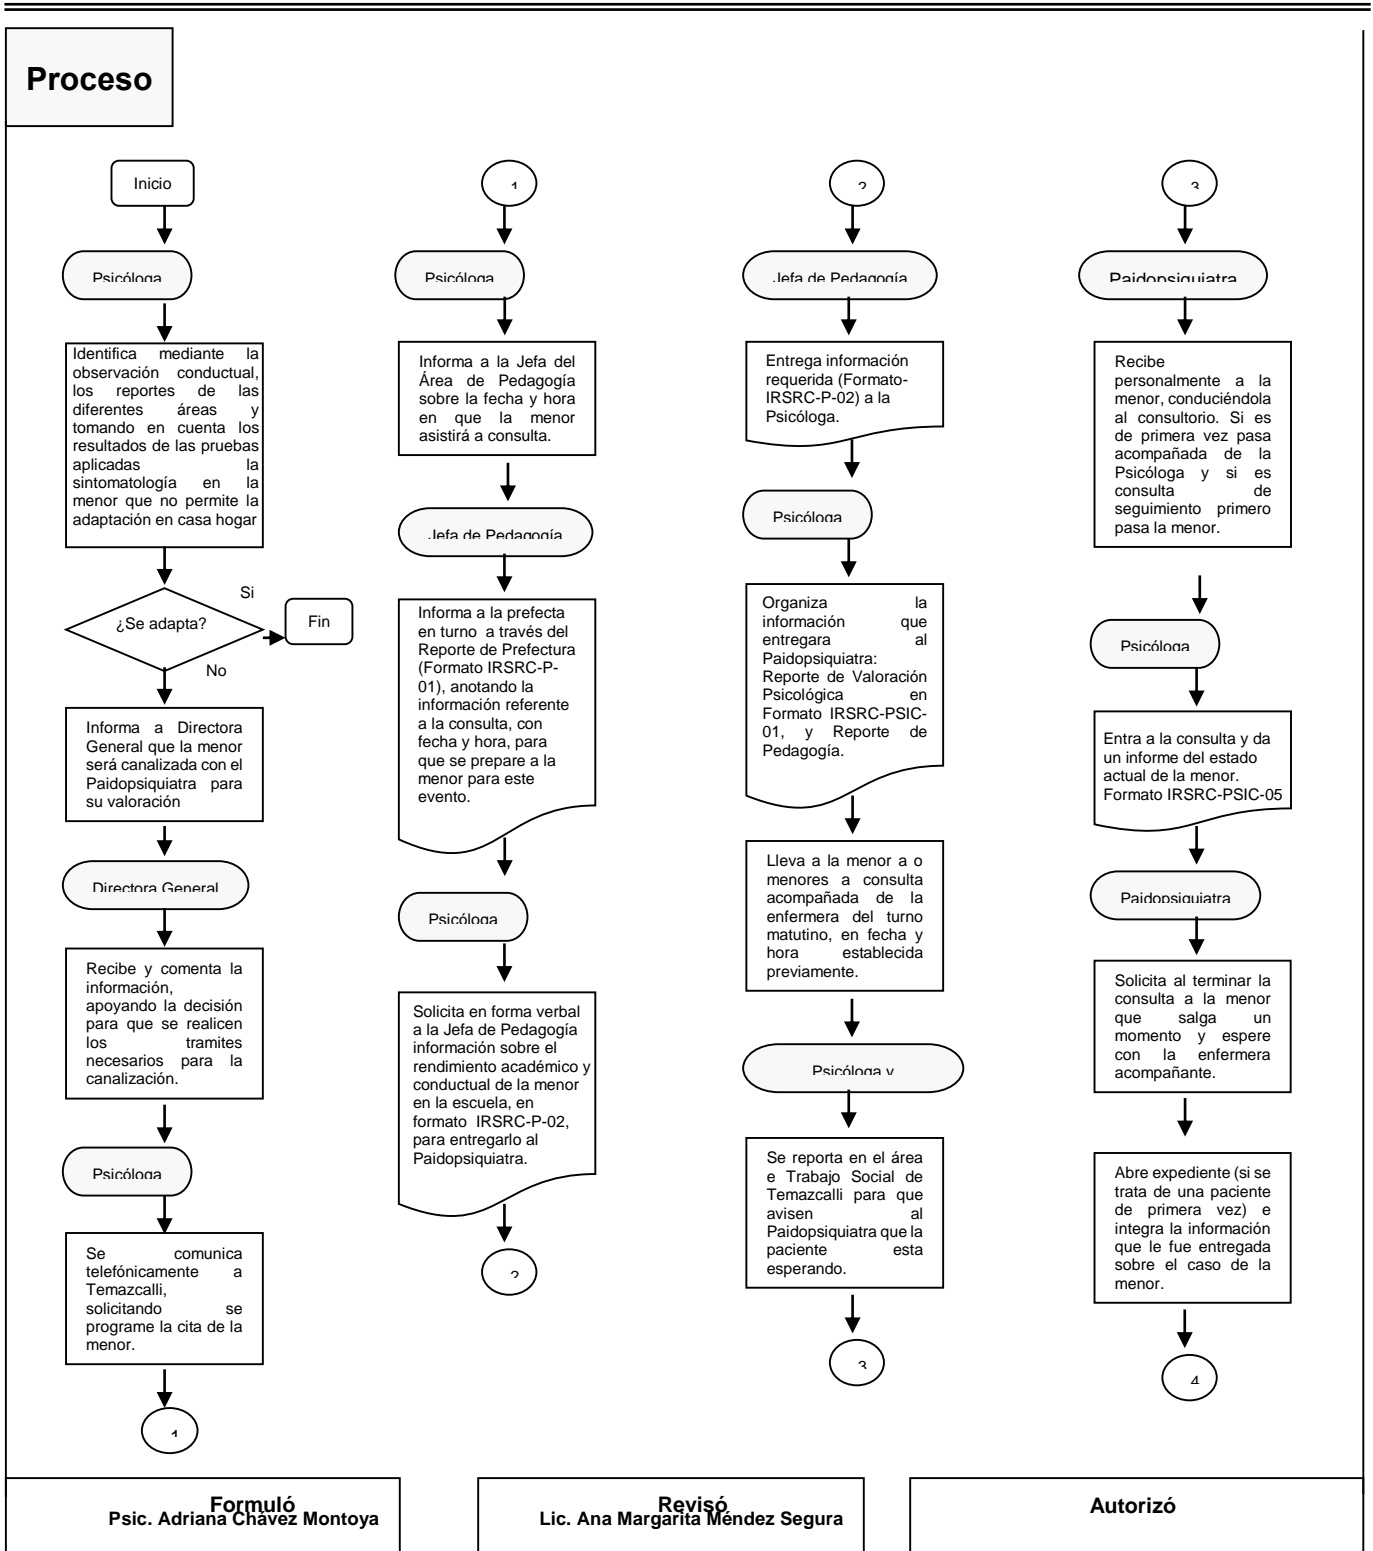 Proceso
Inicio
Psicóloga
Identifica mediante la
observación conductual,
los reportes de las
diferentes áreas y
tomando en cuenta los
resultados de las pruebas
aplicadas la
sintomatología en la
menor que no permite la
adaptación en casa hogar
¿Se adapta?
Si
Fin
No
Informa a Directora
General que la menor
será canalizada con el
Paidopsiquiatra para
su valoración
Directora General
Recibe y comenta la
información,
apoyando la decisión
para que se realicen
los tramites
necesarios para la
canalización.
Psicóloga
Se comunica
telefónicamente a
Temazcalli,
solicitando se
programe la cita de la
menor.
1
1
Psicóloga
Informa a la Jefa del
Área de Pedagogía
sobre la fecha y hora
en que la menor
asistirá a consulta.
Jefa de Pedagogía
Informa a la prefecta
en turno a través del
Reporte de Prefectura
(Formato IRSRC-P-
01), anotando la
información referente
a la consulta, con
fecha y hora, para
que se prepare a la
menor para este
evento.
Psicóloga
Solicita en forma verbal
a la Jefa de Pedagogía
información sobre el
rendimiento académico y
conductual de la menor
en la escuela, en
formato IRSRC-P-02,
para entregarlo al
Paidopsiquiatra.
2
2
Jefa de Pedagogía
Entrega información
requerida (Formato-
IRSRC-P-02) a la
Psicóloga.
Psicóloga
Organiza la
información que
entregara al
Paidopsiquiatra:
Reporte de Valoración
Psicológica en
Formato IRSRC-PSIC-
01, y Reporte de
Pedagogía.
Lleva a la menor a o
menores a consulta
acompañada de la
enfermera del turno
matutino, en fecha y
hora establecida
previamente.
Psicóloga y
Se reporta en el área
e Trabajo Social de
Temazcalli para que
avisen al
Paidopsiquiatra que la
paciente esta
esperando.
3
3
Paidopsiquiatra
Recibe
personalmente a la
menor, conduciéndola
al consultorio. Si es
de primera vez pasa
acompañada de la
Psicóloga y si es
consulta de
seguimiento primero
pasa la menor.
Psicóloga
Entra a la consulta y da
un informe del estado
actual de la menor.
Formato IRSRC-PSIC-05
Paidopsiquiatra
Solicita al terminar la
consulta a la menor
que salga un
momento y espere
con la enfermera
acompañante.
Abre expediente (si se
trata de una paciente
de primera vez) e
integra la información
que le fue entregada
sobre el caso de la
menor.
4
Formuló
Psic. Adriana Chávez Montoya
Revisó
Lic. Ana Margarita Méndez Segura
Autorizó